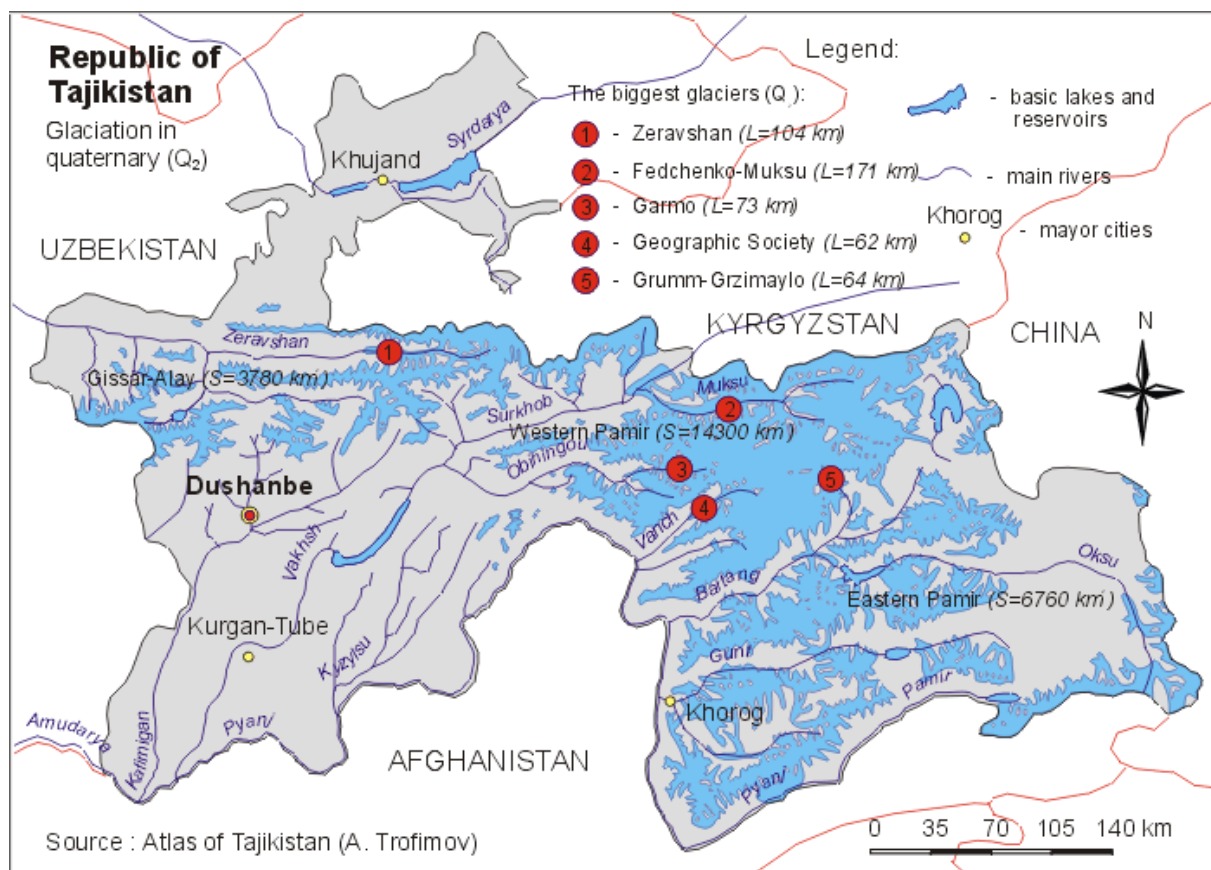 Republic of
Tajikistan
Glaciation in
quaternary (Q₂)
Legend:
The biggest glaciers (Q ):
1 - Zeravshan (L=104 km)
2 - Fedchenko-Muksu (L=171 km)
3 - Garmo (L=73 km)
4 - Geographic Society (L=62 km)
5 - Grumm-Grzimaylo (L=64 km)
- basic lakes and
reservoirs
- main rivers
Khorog
- mayor cities
Syrdarya
Khujand
UZBEKISTAN
KYRGYZSTAN
CHINA
N
Zeravshan
1
Gissar-Alay (S=3780 km)
Muksu
2
Surkhob
Western Pamir (S=14300 km)
Obihingou
3
5
4
Dushanbe
Vanch
Vakhsh
Bartang
Oksu
Eastern Pamir (S=6760 km)
Kurgan-Tube
Kyzylsu
Gunt
Pamir
Khorog
Amudarya
Kafirnigan
Pyanj
AFGHANISTAN
Pyanj
Source : Atlas of Tajikistan (A. Trofimov)
0 35 70 105 140 km